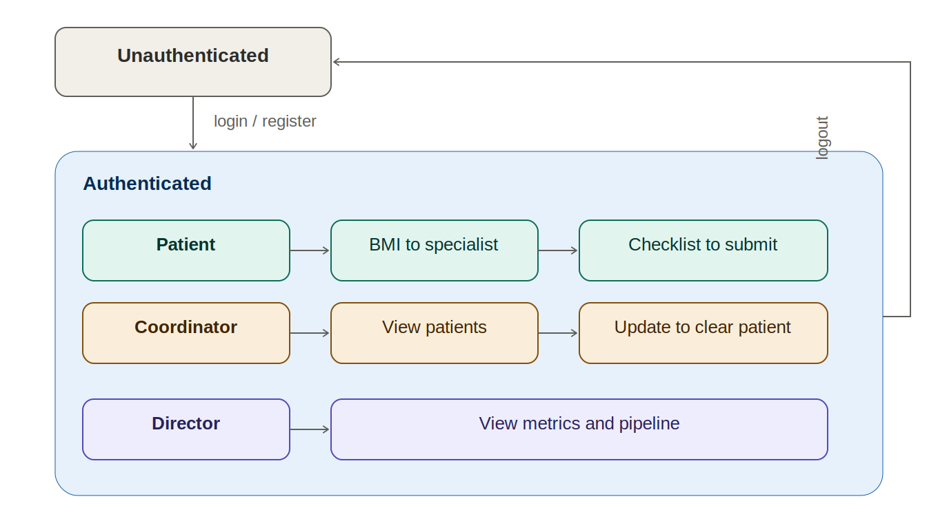 Unauthenticated
login / register
logout
Authenticated
Patient
BMI to specialist
Checklist to submit
Coordinator
View patients
Update to clear patient
Director
View metrics and pipeline